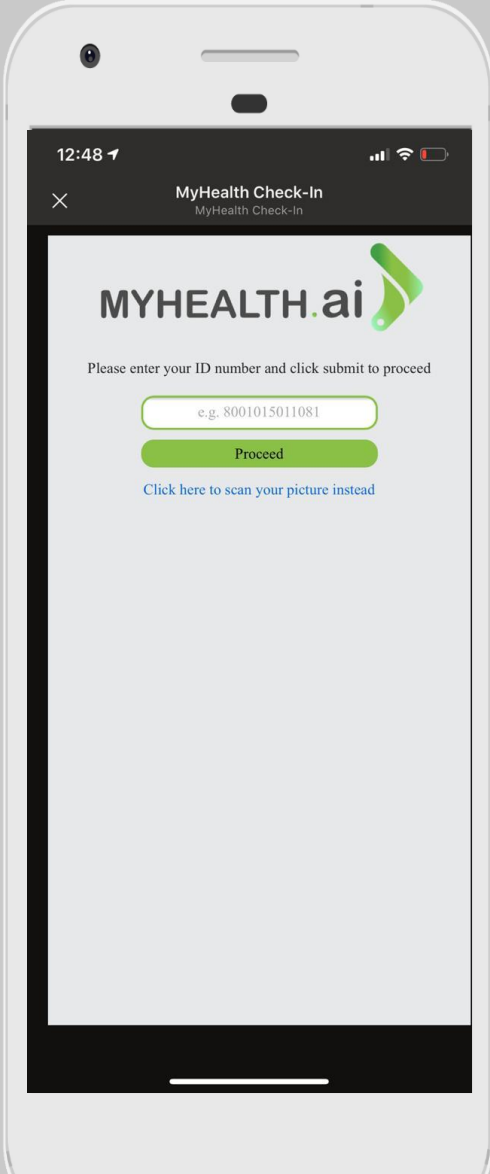 12:48
MyHealth Check-In
MyHealth Check-In
MYHEALTH.ai
Please enter your ID number and click submit to proceed
e.g. 8001015011081
Proceed
Click here to scan your picture instead